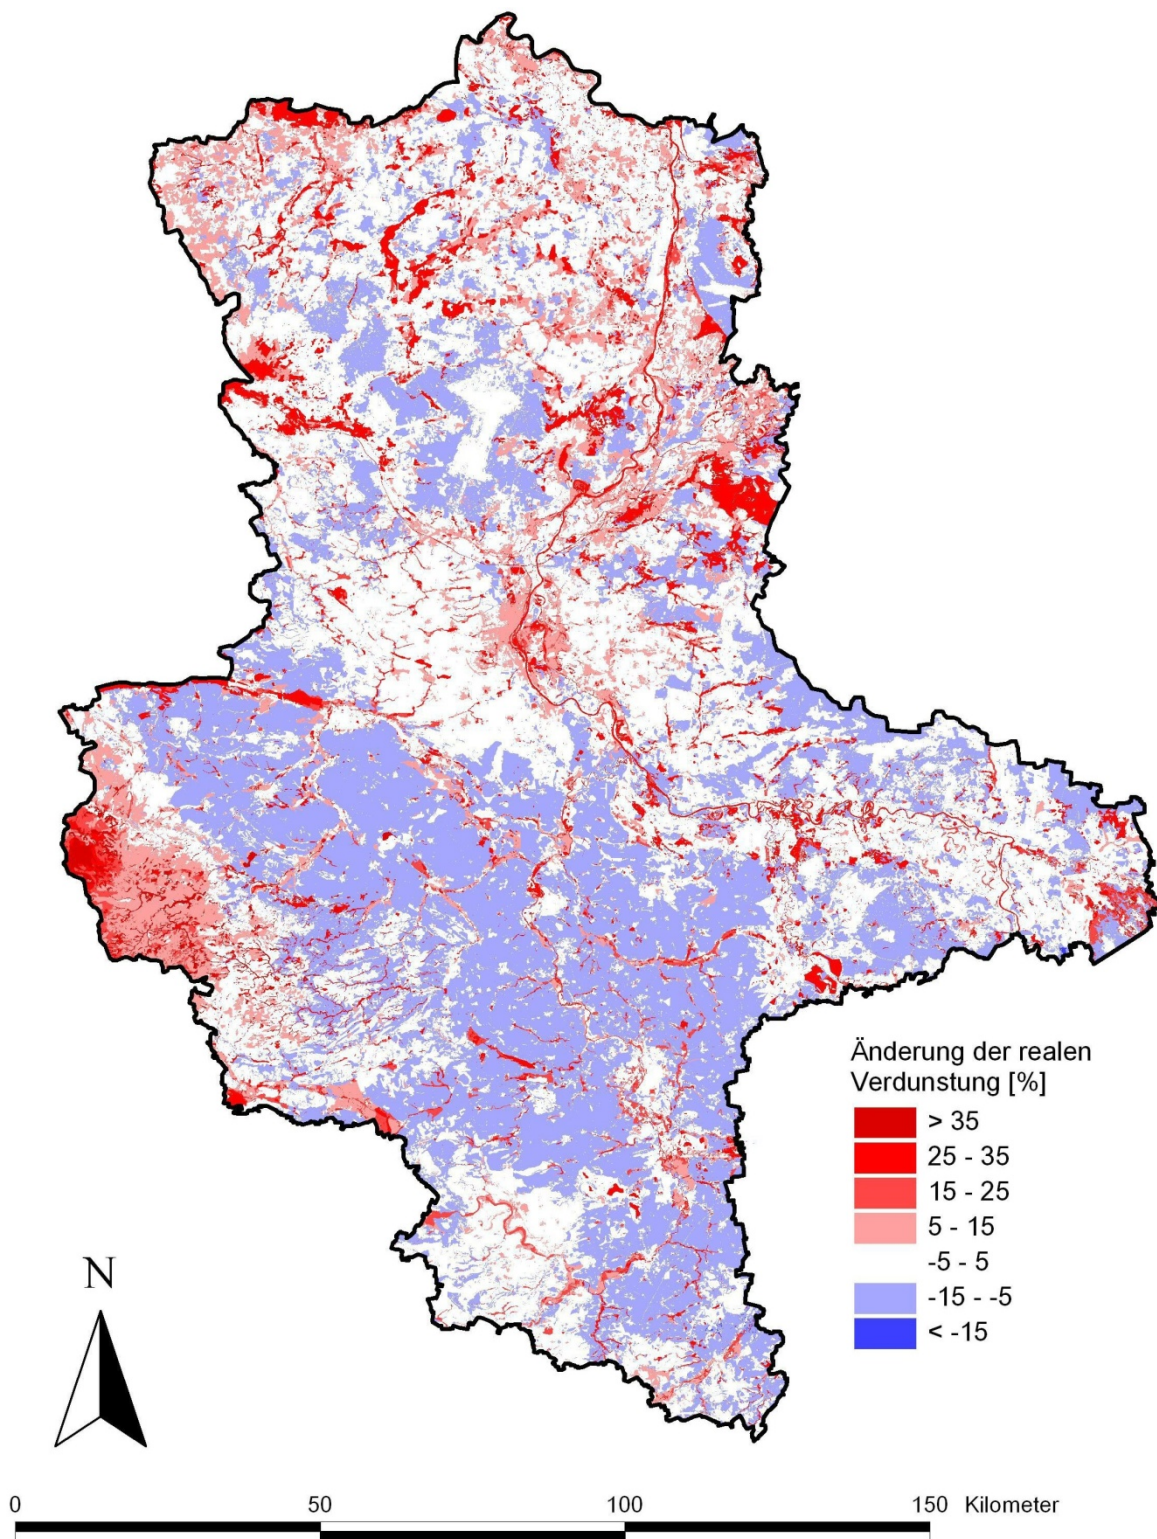 Änderung der realen
Verdunstung [%]
> 35
25 - 35
15 - 25
5 - 15
-5 - 5
-15 - -5
< -15
N
0 50 100 150 Kilometer